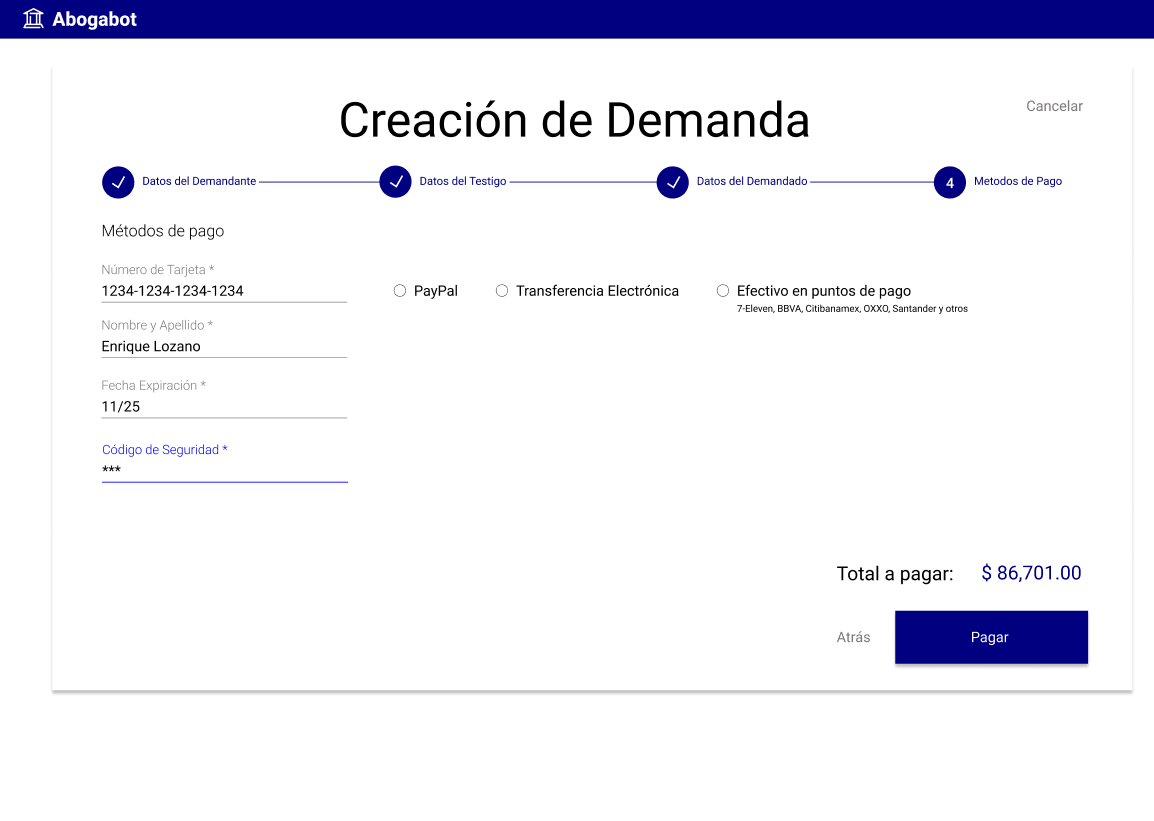 Abogabot
Creación de Demanda
Cancelar
Datos del Demandante
Datos del Testigo
Datos del Demandado
4
Metodos de Pago
Métodos de pago
Número de Tarjeta *
1234-1234-1234-1234
PayPal
Transferencia Electrónica
Efectivo en puntos de pago
7-Eleven, BBVA, Citibanamex, OXXO, Santander y otros
Nombre y Apellido *
Enrique Lozano
Fecha Expiración *
11/25
Código de Seguridad *
***
Total a pagar: $ 86,701.00
Atrás
Pagar